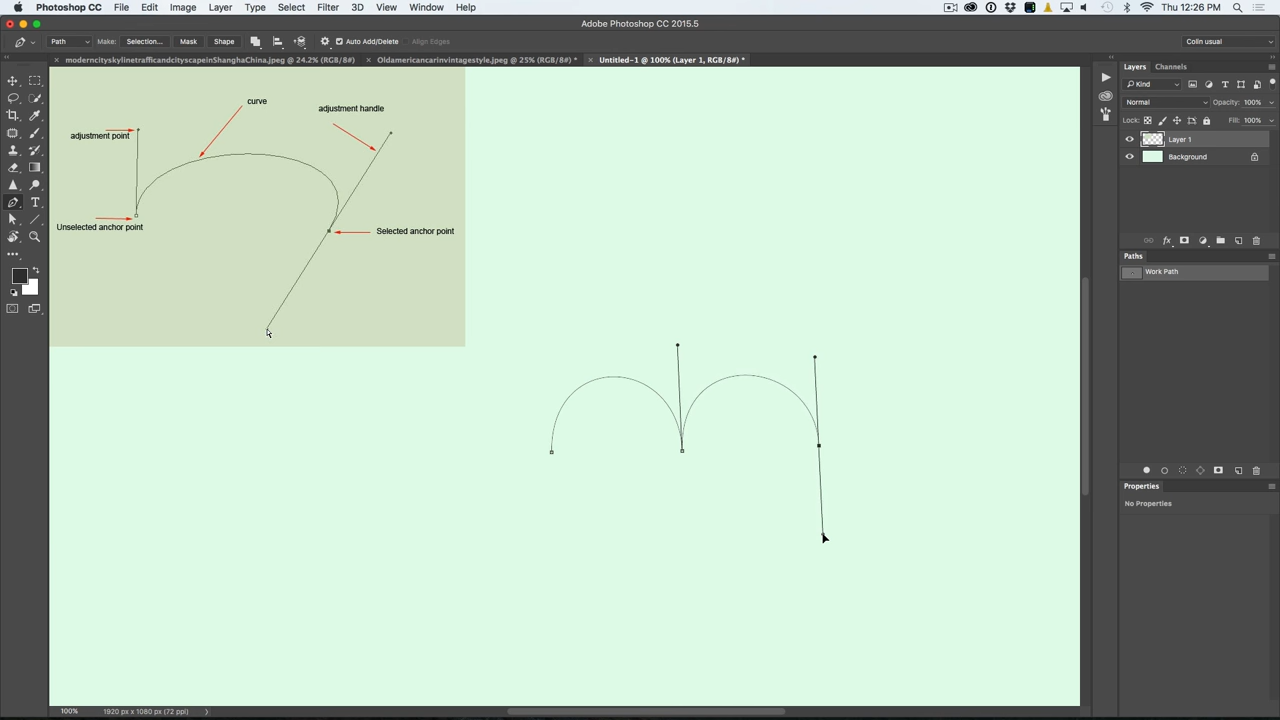 Photoshop CC File Edit Image Layer Type Select Filter 3D View Window Help Thu 12:26 PM
Adobe Photoshop CC 2015.5
Path Make: Selection... Mask Shape Auto Add/Delete Align Edges Colin usual
moderncityskylinetrafficandcityscapeinShanghaChina.jpeg @ 24.2% (RGB/8) Oldamericancarinvintagestyle.jpeg @ 25% (RGB/8) * Untitled-1 @ 100% (Layer 1, RGB/8) *
Layers Channels
Kind
Normal Opacity: 100%
Lock: Fill: 100%
Layer 1
Background
curve
adjustment handle
adjustment point
Unselected anchor point
Selected anchor point
Paths
Work Path
Properties
No Properties
100% 1920 px x 1080 px (72 ppi)